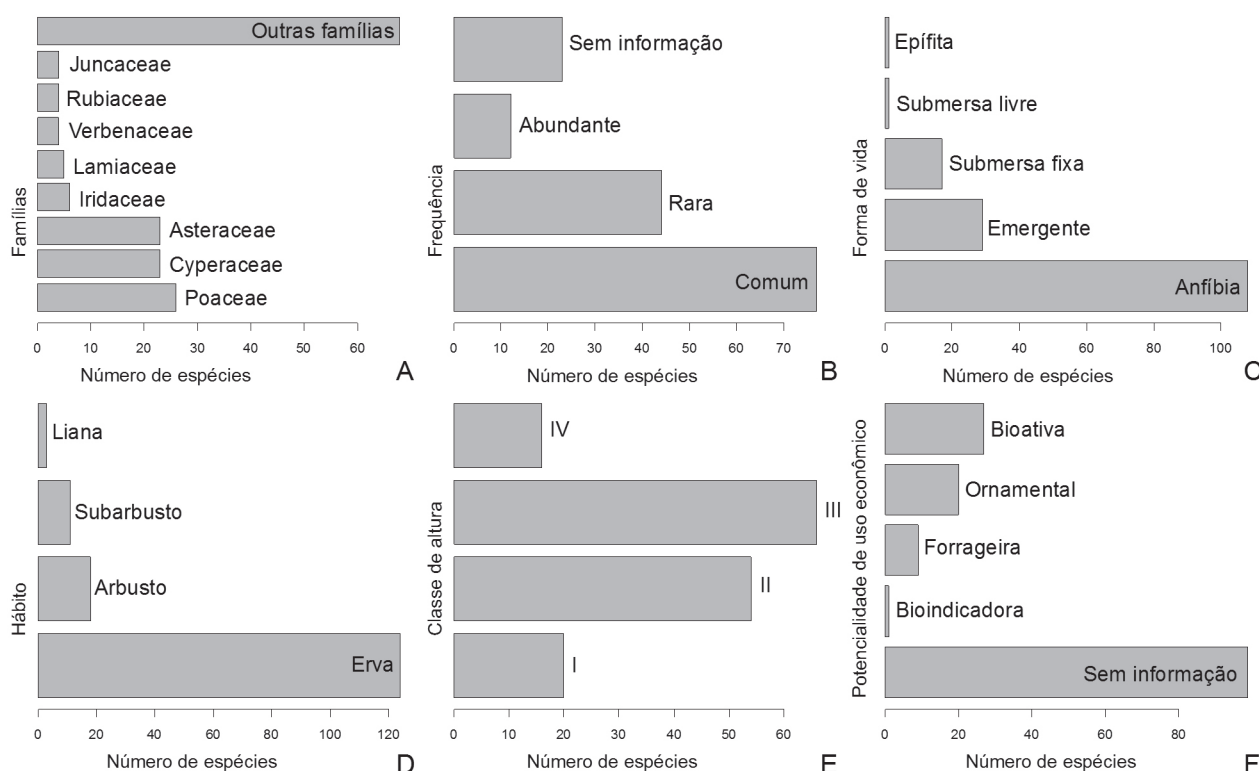 Outras famílias
Juncaceae
Rubiaceae
Verbenaceae
Lamiaceae
Iridaceae
Asteraceae
Cyperaceae
Poaceae
Famílias
0 10 20 30 40 50 60
Número de espécies
A
Sem informação
Abundante
Rara
Comum
Frequência
0 10 20 30 40 50 60 70
Número de espécies
B
Epífita
Submersa livre
Submersa fixa
Emergente
Anfíbia
Forma de vida
0 20 40 60 80 100
Número de espécies
C
Liana
Subarbusto
Arbusto
Erva
Hábito
0 20 40 60 80 100 120
Número de espécies
D
IV
III
II
I
Classe de altura
0 10 20 30 40 50 60
Número de espécies
E
Bioativa
Ornamental
Forrageira
Bioindicadora
Sem informação
Potencialidade de uso econômico
0 20 40 60 80
Número de espécies
F